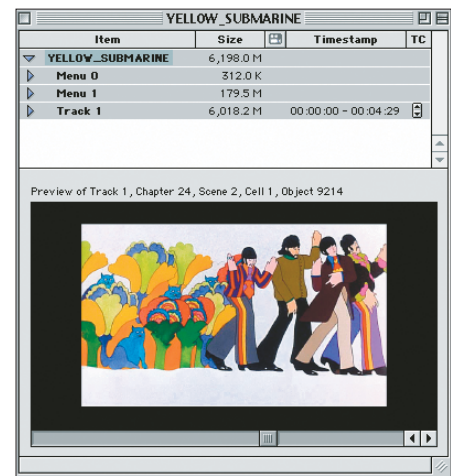 YELLOW_SUBMARINE
Item Size Timestamp TC
YELLOW_SUBMARINE 6,198.0 M
Menu 0 312.0 K
Menu 1 179.5 M
Track 1 6,018.2 M 00:00:00 - 00:04:29
Preview of Track 1, Chapter 24, Scene 2, Cell 1, Object 9214